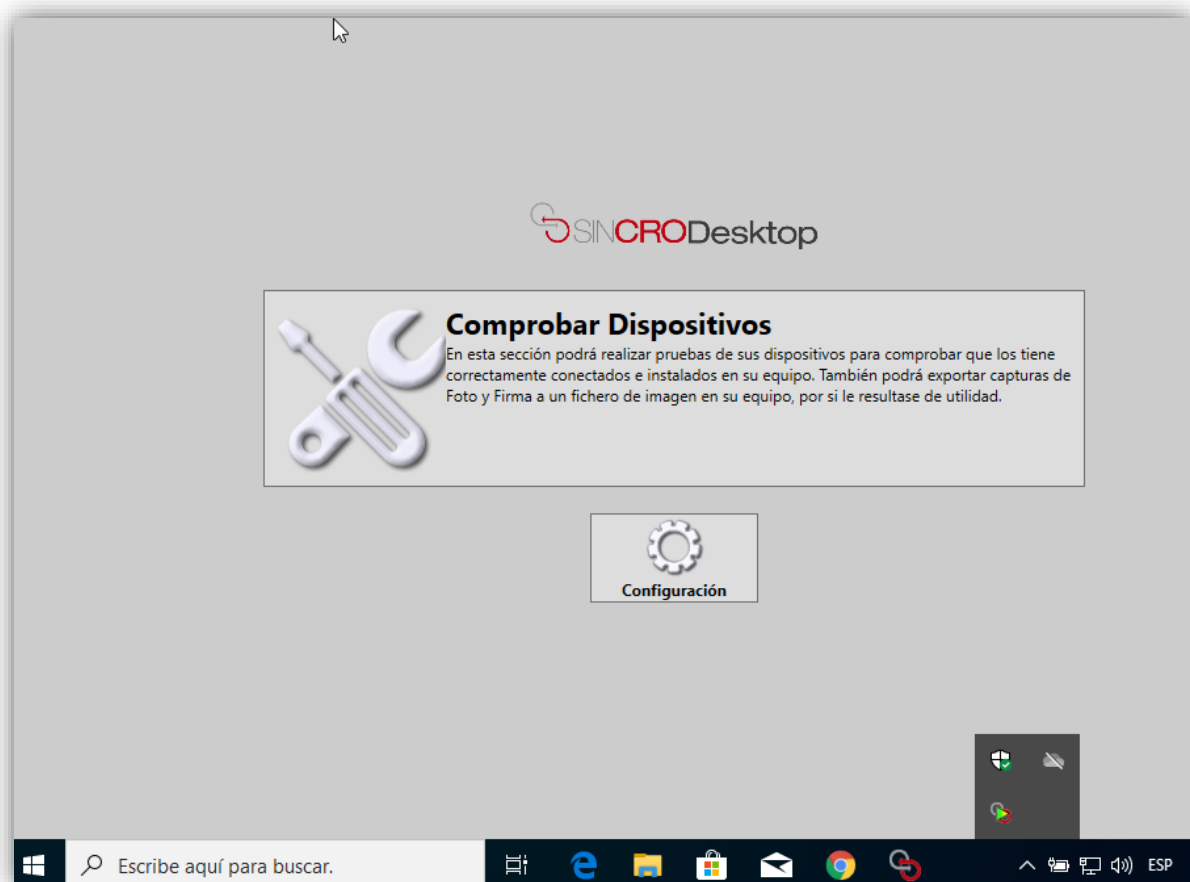 SINCRODesktop
Comprobar Dispositivos
En esta sección podrá realizar pruebas de sus dispositivos para comprobar que los tiene
correctamente conectados e instalados en su equipo. También podrá exportar capturas de
Foto y Firma a un fichero de imagen en su equipo, por si le resultase de utilidad.
Configuración
Escribe aquí para buscar.
ESP